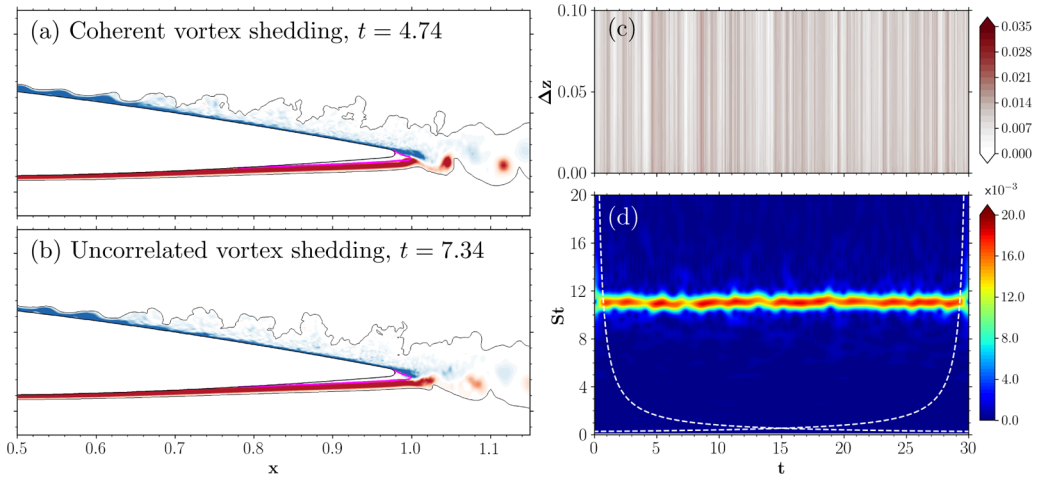 (a) Coherent vortex shedding, t = 4.74
(b) Uncorrelated vortex shedding, t = 7.34
0.5 0.6 0.7 0.8 0.9 1.0 1.1
x
(c)
0.10
0.05
0.00
Δz
0.035
0.028
0.021
0.014
0.007
0.000
(d)
20
16
12
8
4
0
St
0 5 10 15 20 25 30
t
×10⁻³
20.0
16.0
12.0
8.0
4.0
0.0